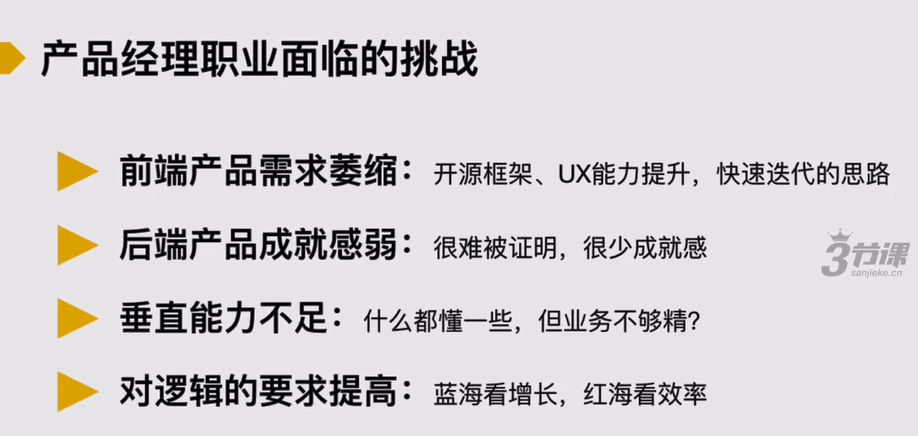 产品经理职业面临的挑战
前端产品需求萎缩：开源框架、UX能力提升，快速迭代的思路
后端产品成就感弱：很难被证明，很少成就感
3节课
sanjieke.cn
垂直能力不足：什么都懂一些，但业务不够精？
对逻辑的要求提高：蓝海看增长，红海看效率